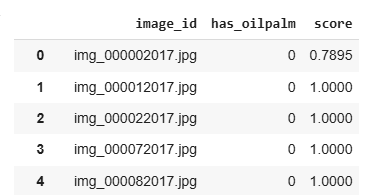 image_id has_oilpalm score
0 img_000002017.jpg 0 0.7895
1 img_000012017.jpg 0 1.0000
2 img_000022017.jpg 0 1.0000
3 img_000072017.jpg 0 1.0000
4 img_000082017.jpg 0 1.0000